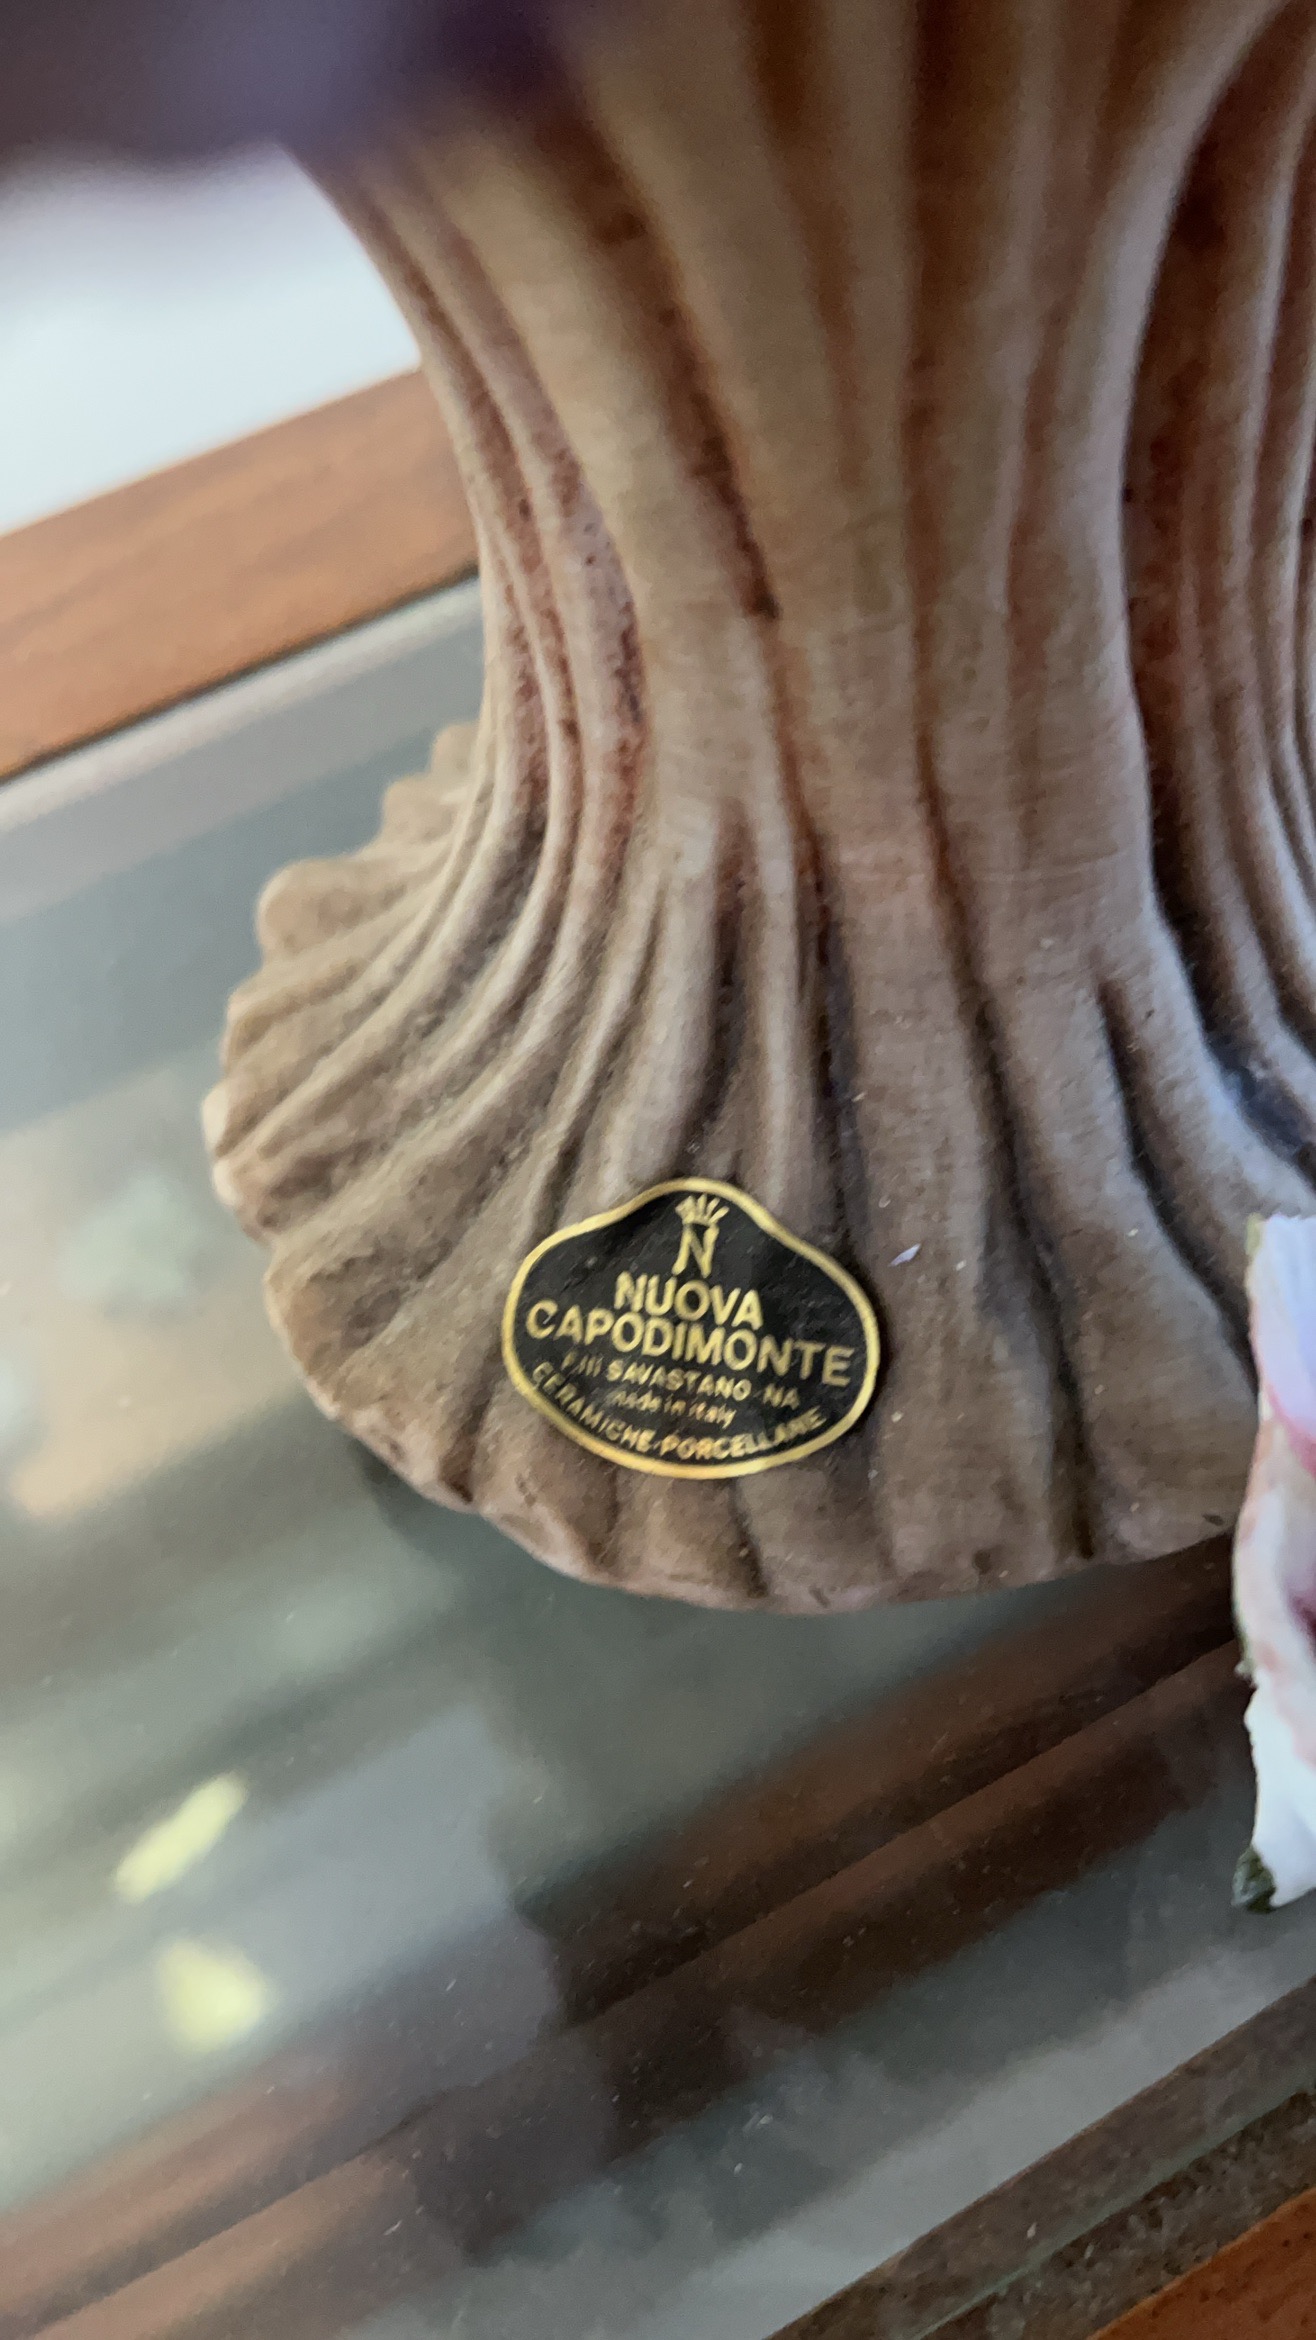 N
NUOVA
CAPODIMONTE
F.lli SAVASTANO - NA
made in Italy
CERAMICHE-PORCELLANE